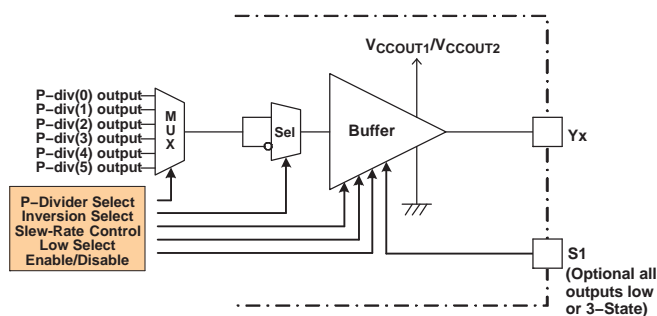 VCCOUT1/VCCOUT2
P–div(0) output
P–div(1) output
P–div(2) output
P–div(3) output
P–div(4) output
P–div(5) output
MUX
Sel
Buffer
Yx
P–Divider Select
Inversion Select
Slew–Rate Control
Low Select
Enable/Disable
S1
(Optional all
outputs low
or 3–State)